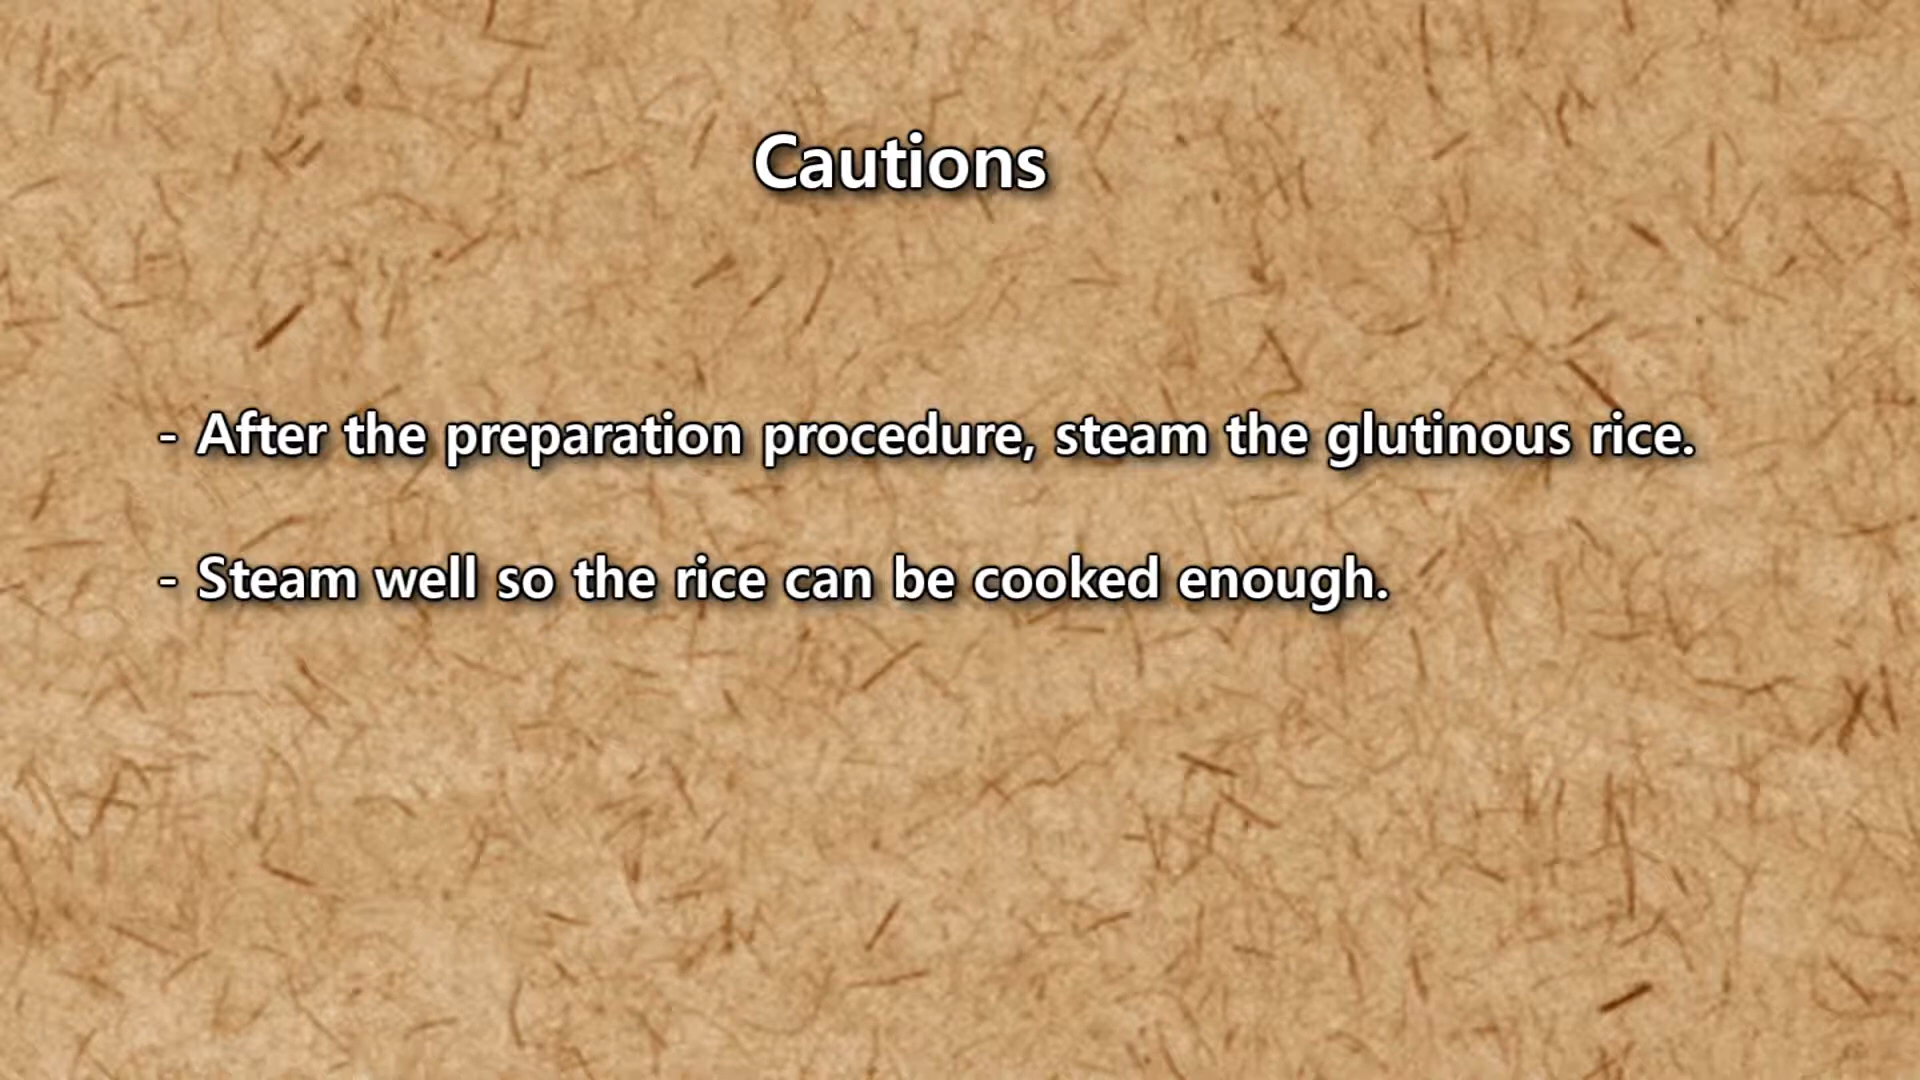 Cautions
- After the preparation procedure, steam the glutinous rice.
- Steam well so the rice can be cooked enough.